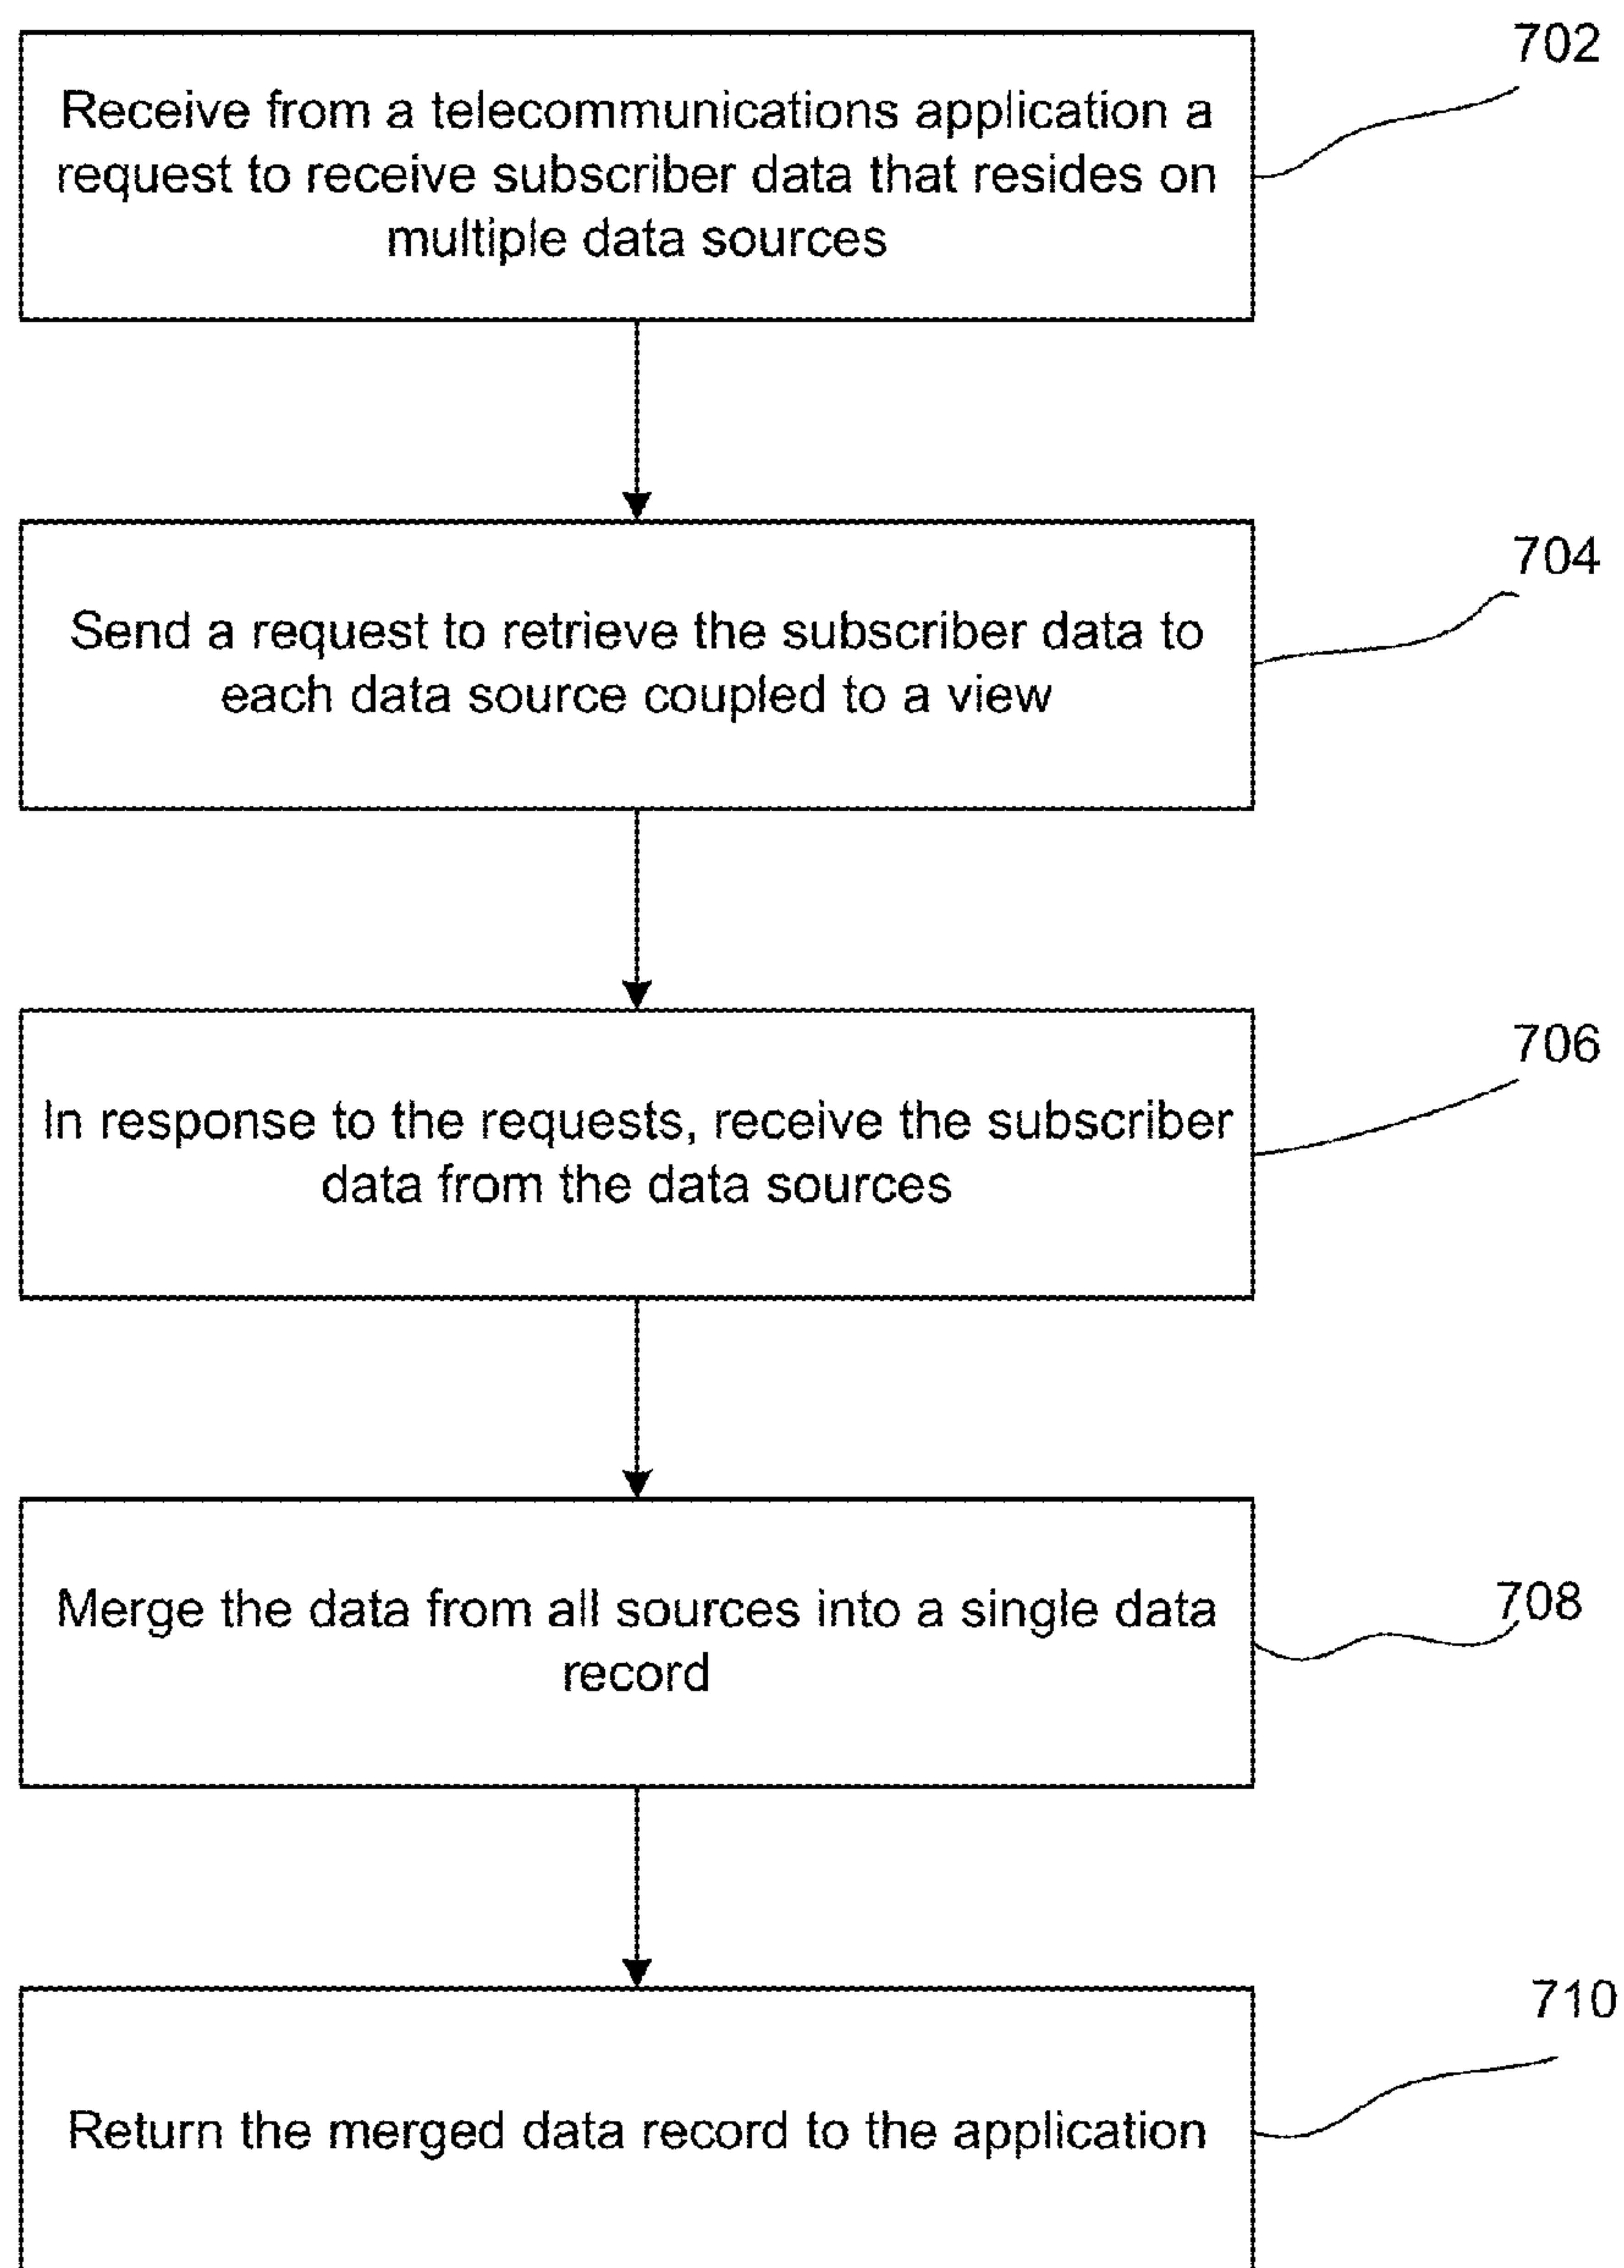 702
Receive from a telecommunications application a
request to receive subscriber data that resides on
multiple data sources
704
Send a request to retrieve the subscriber data to
each data source coupled to a view
706
In response to the requests, receive the subscriber
data from the data sources
708
Merge the data from all sources into a single data
record
710
Return the merged data record to the application